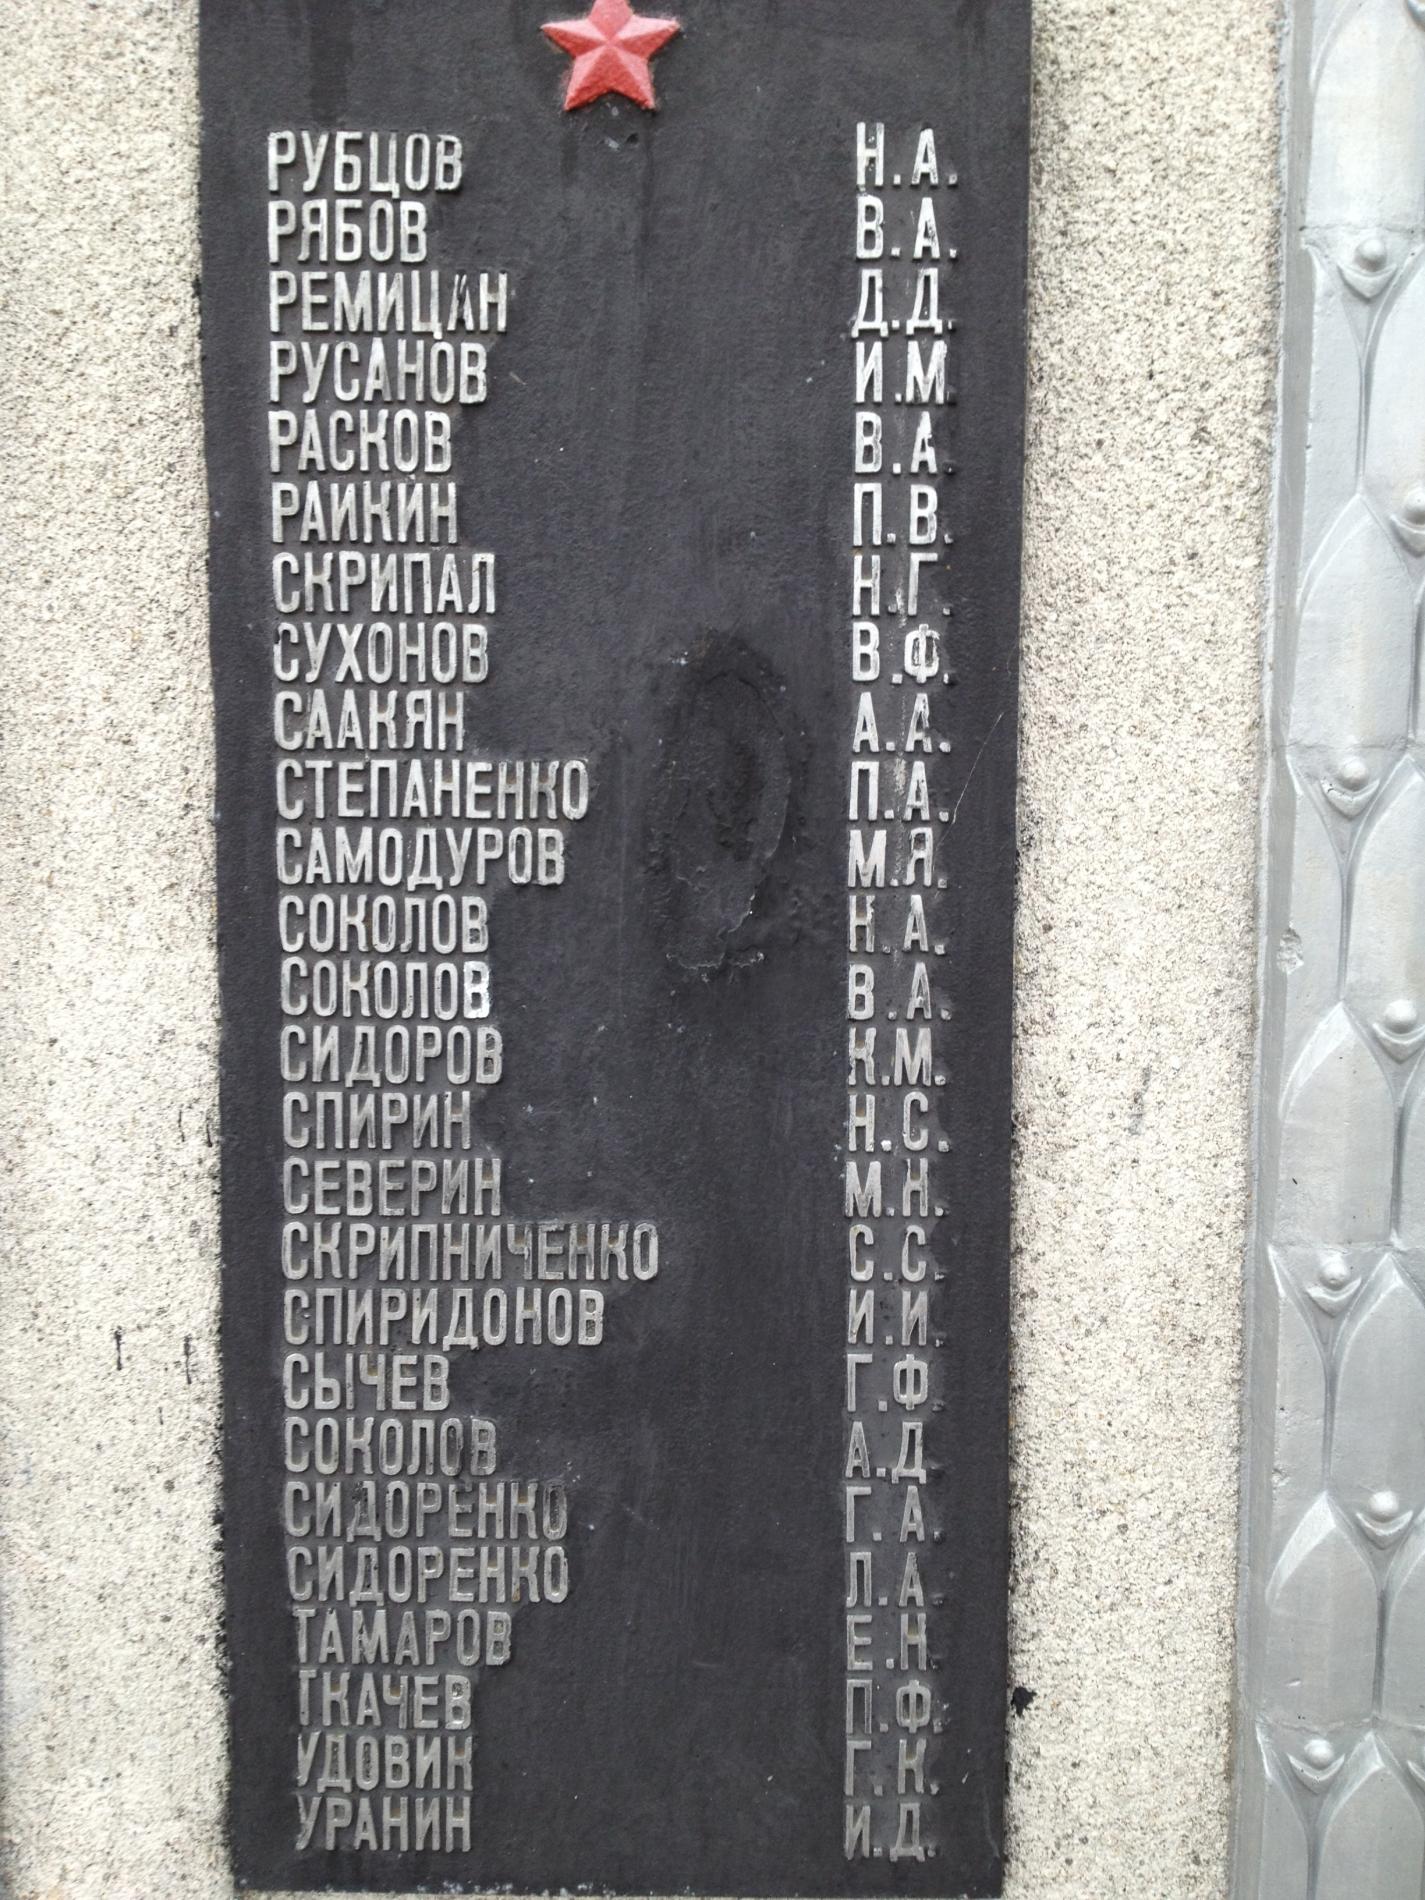 РУБЦОВ Н.А.
РЯБОВ В.А.
РЕМИЦАН Д.Д.
РУСАНОВ И.М.
РАСКОВ В.А.
РАИКИН П.В.
СКРИПАЛ Н.Г.
СУХОНОВ В.Ф.
СААКЯН А.А.
СТЕПАНЕНКО П.А.
САМОДУРОВ М.Я.
СОКОЛОВ Н.А.
СОКОЛОВ В.А.
СИДОРОВ К.М.
СПИРИН Н.С.
СЕВЕРИН М.Н.
СКРИПНИЧЕНКО С.С.
СПИРИДОНОВ И.И.
СЫЧЕВ Г.Ф.
СОКОЛОВ А.Д.
СИДОРЕНКО Г.А.
СИДОРЕНКО Л.А.
ТАМАРОВ Е.Н.
ТКАЧЕВ П.Ф.
УДОВИК Г.К.
УРАНИН И.Д.